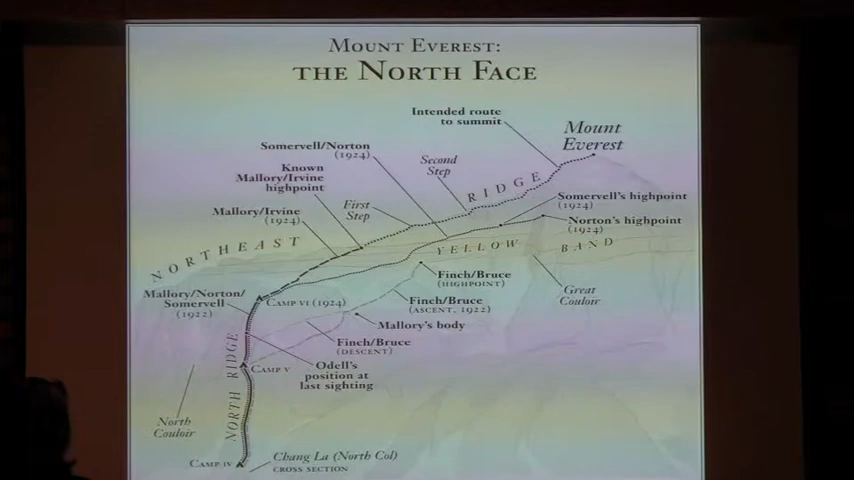 MOUNT EVEREST:
THE NORTH FACE
Intended route
to summit
Mount
Everest
Somervell/Norton
(1924)
Second
Step
RIDGE
Known
Mallory/Irvine
highpoint
Somervell's highpoint
(1924)
First
Step
Mallory/Irvine
(1924)
Norton's highpoint
(1924)
NORTHEAST
YELLOW BAND
Finch/Bruce
(HIGHPOINT)
Great
Couloir
Mallory/Norton/
Somervell
(1922)
CAMP VI (1924)
Finch/Bruce
(ASCENT, 1922)
Mallory's body
Finch/Bruce
(DESCENT)
NORTH RIDGE
CAMP V
Odell's
position at
last sighting
North
Couloir
CAMP IV
Chang La (North Col)
CROSS SECTION